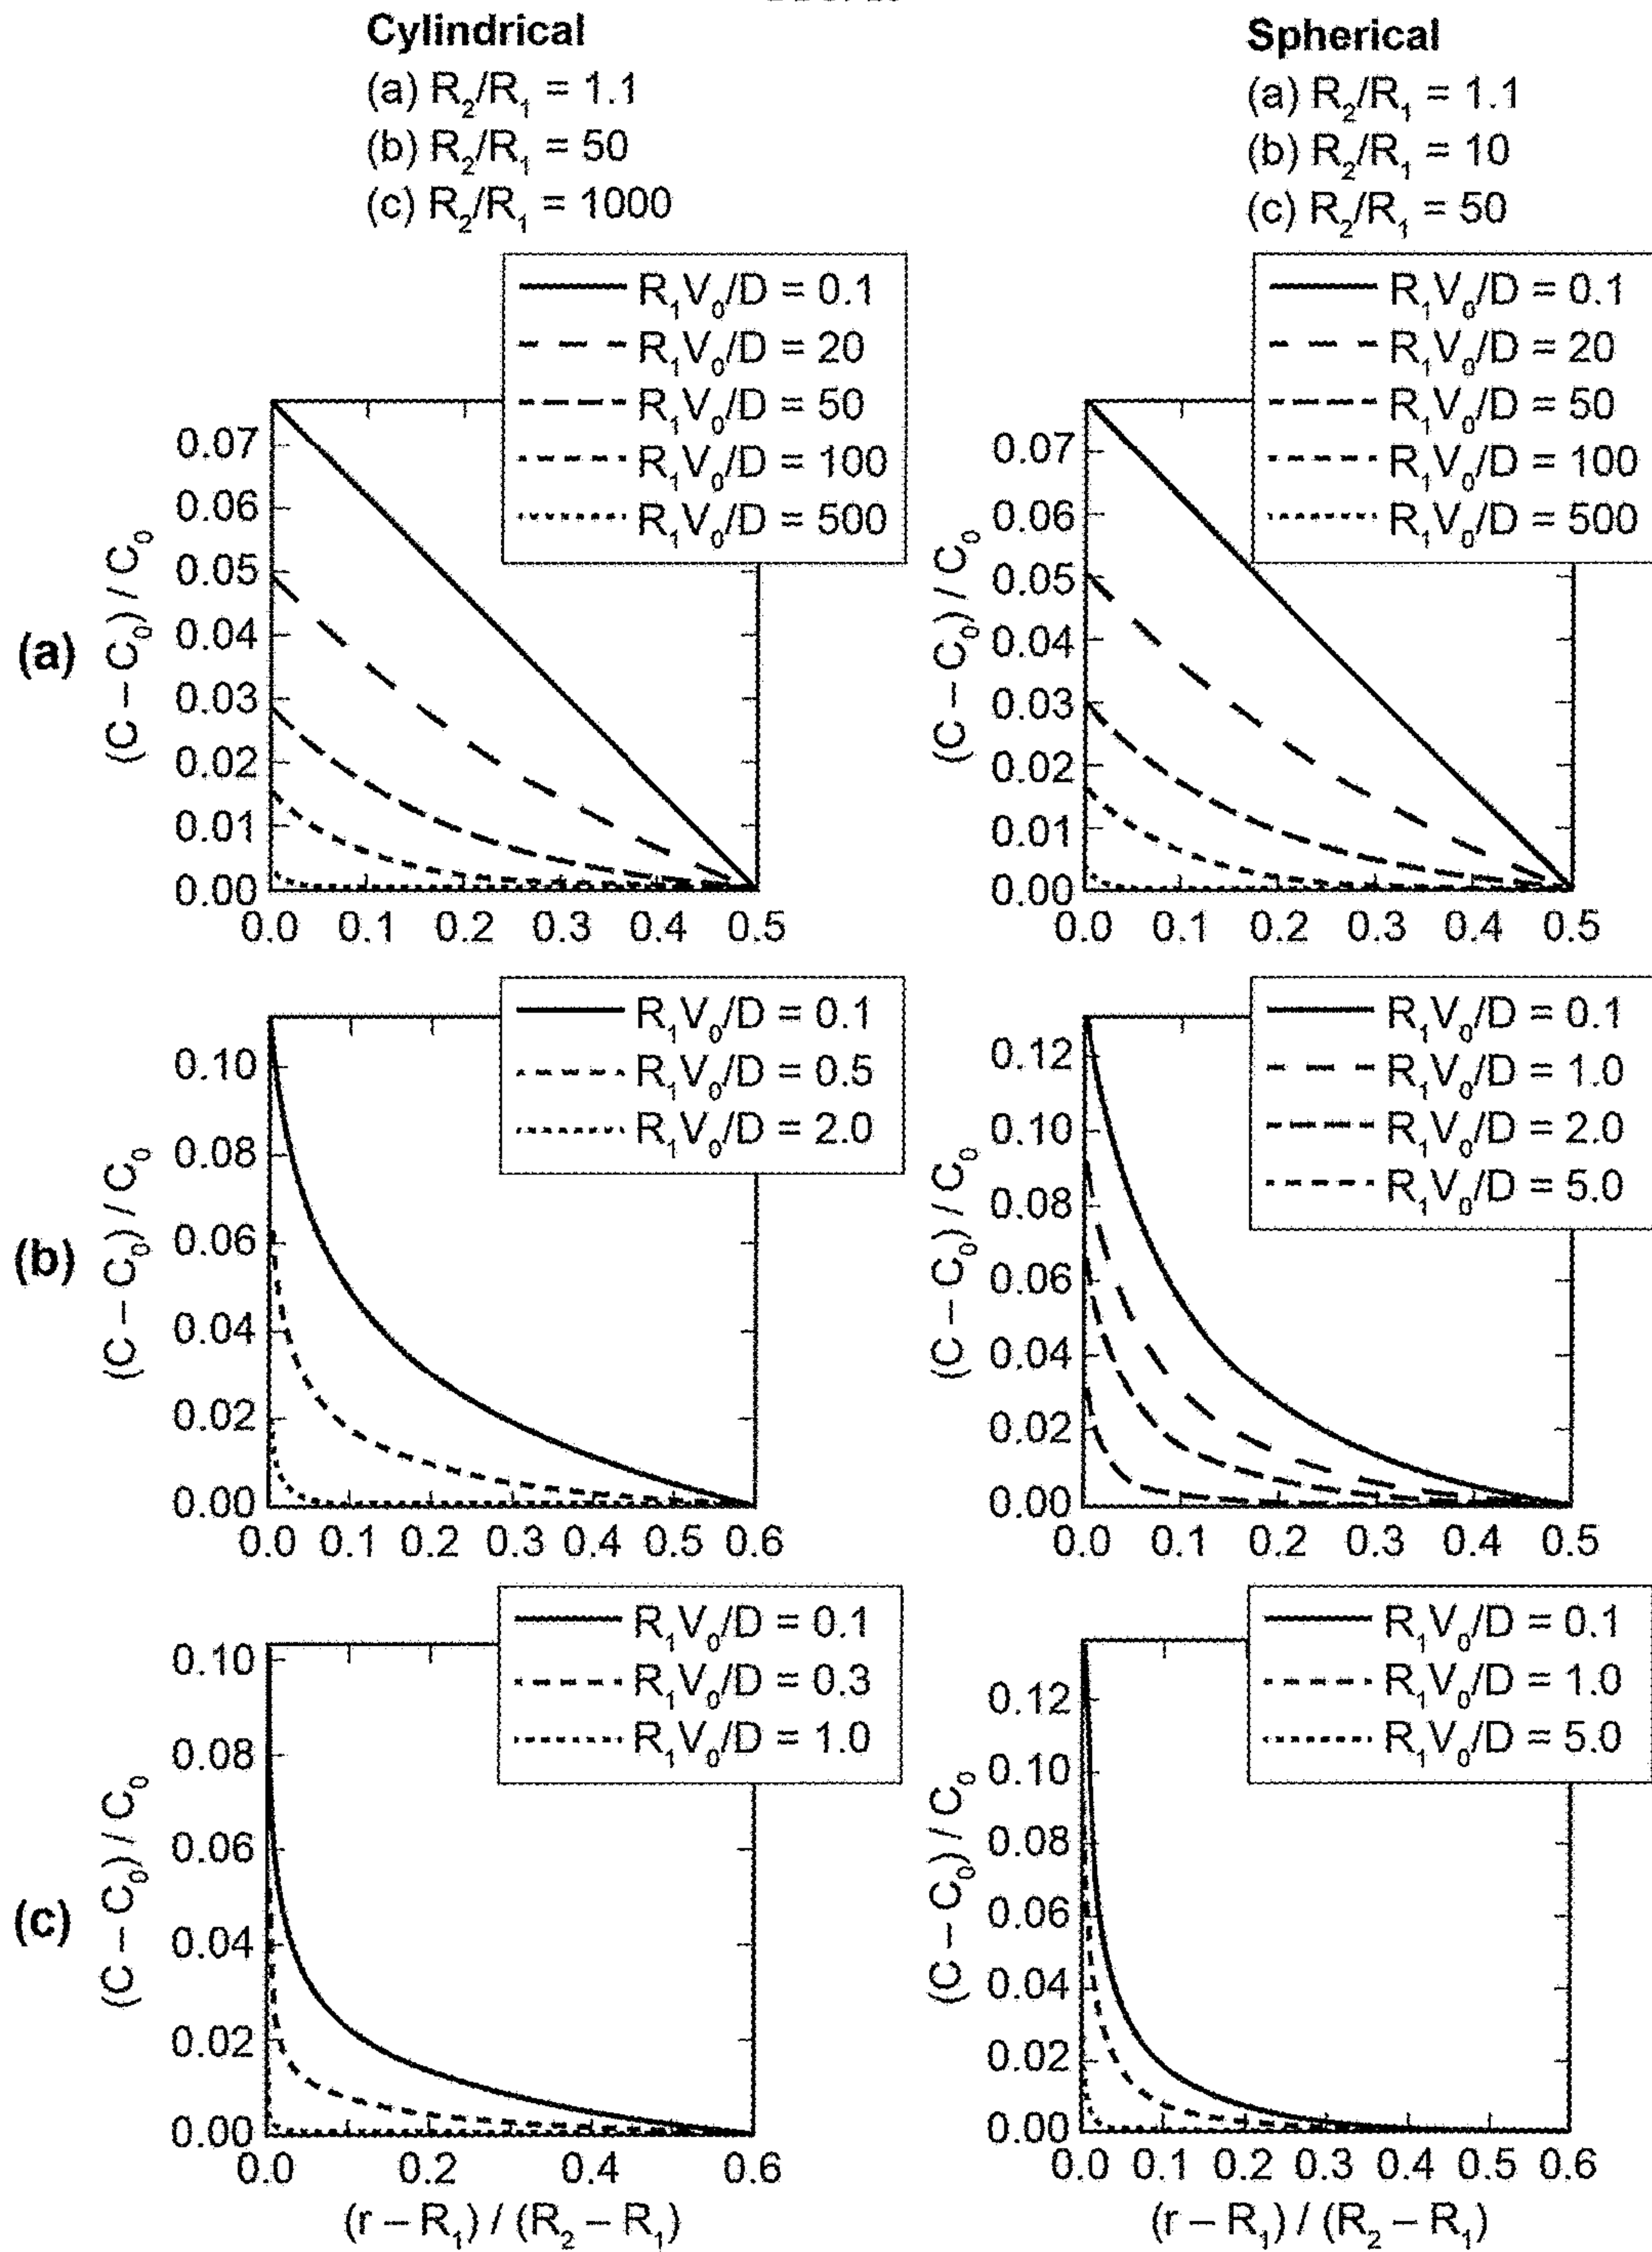 Cylindrical
(a) R₂/R₁ = 1.1
(b) R₂/R₁ = 50
(c) R₂/R₁ = 1000
Spherical
(a) R₂/R₁ = 1.1
(b) R₂/R₁ = 10
(c) R₂/R₁ = 50
(a)
R₁V₀/D = 0.1
R₁V₀/D = 20
R₁V₀/D = 50
R₁V₀/D = 100
R₁V₀/D = 500
(C – C₀) / C₀
0.07
0.06
0.05
0.04
0.03
0.02
0.01
0.00
0.0 0.1 0.2 0.3 0.4 0.5
R₁V₀/D = 0.1
R₁V₀/D = 20
R₁V₀/D = 50
R₁V₀/D = 100
R₁V₀/D = 500
(C – C₀) / C₀
0.07
0.06
0.05
0.04
0.03
0.02
0.01
0.00
0.0 0.1 0.2 0.3 0.4 0.5
(b)
R₁V₀/D = 0.1
R₁V₀/D = 0.5
R₁V₀/D = 2.0
(C – C₀) / C₀
0.10
0.08
0.06
0.04
0.02
0.00
0.0 0.1 0.2 0.3 0.4 0.5 0.6
R₁V₀/D = 0.1
R₁V₀/D = 1.0
R₁V₀/D = 2.0
R₁V₀/D = 5.0
(C – C₀) / C₀
0.12
0.10
0.08
0.06
0.04
0.02
0.00
0.0 0.1 0.2 0.3 0.4 0.5
(c)
R₁V₀/D = 0.1
R₁V₀/D = 0.3
R₁V₀/D = 1.0
(C – C₀) / C₀
0.10
0.08
0.06
0.04
0.02
0.00
0.0 0.2 0.4 0.6
(r – R₁) / (R₂ – R₁)
R₁V₀/D = 0.1
R₁V₀/D = 1.0
R₁V₀/D = 5.0
(C – C₀) / C₀
0.12
0.10
0.08
0.06
0.04
0.02
0.00
0.0 0.1 0.2 0.3 0.4 0.5 0.6
(r – R₁) / (R₂ – R₁)